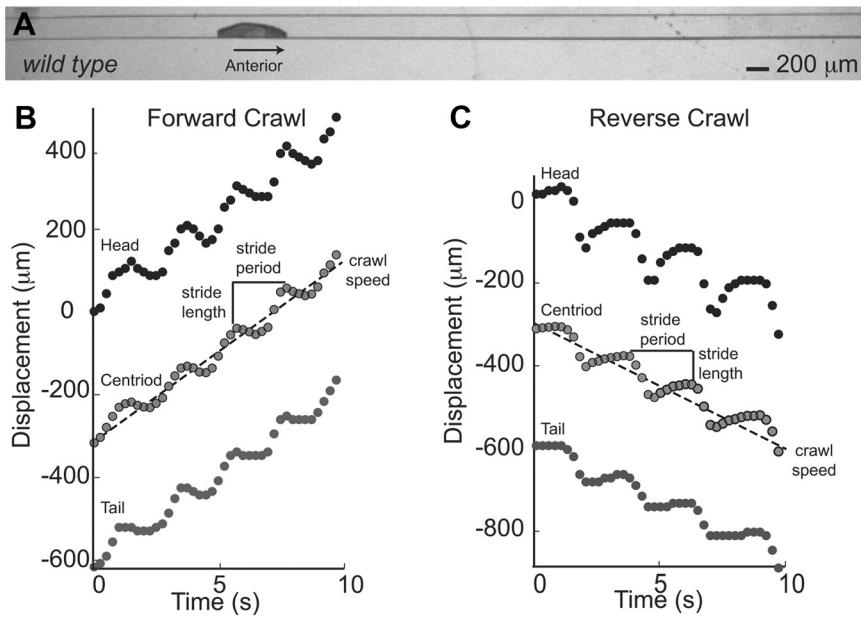 A
wild type
Anterior
200 μm
B
Forward Crawl
Displacement (μm)
400
200
0
-200
-400
-600
Head
stride
period
stride
length
crawl
speed
Centriod
Tail
0
5
10
Time (s)
C
Reverse Crawl
Displacement (μm)
0
-200
-400
-600
-800
Head
Centriod
stride
period
stride
length
Tail
crawl
speed
0
5
10
Time (s)